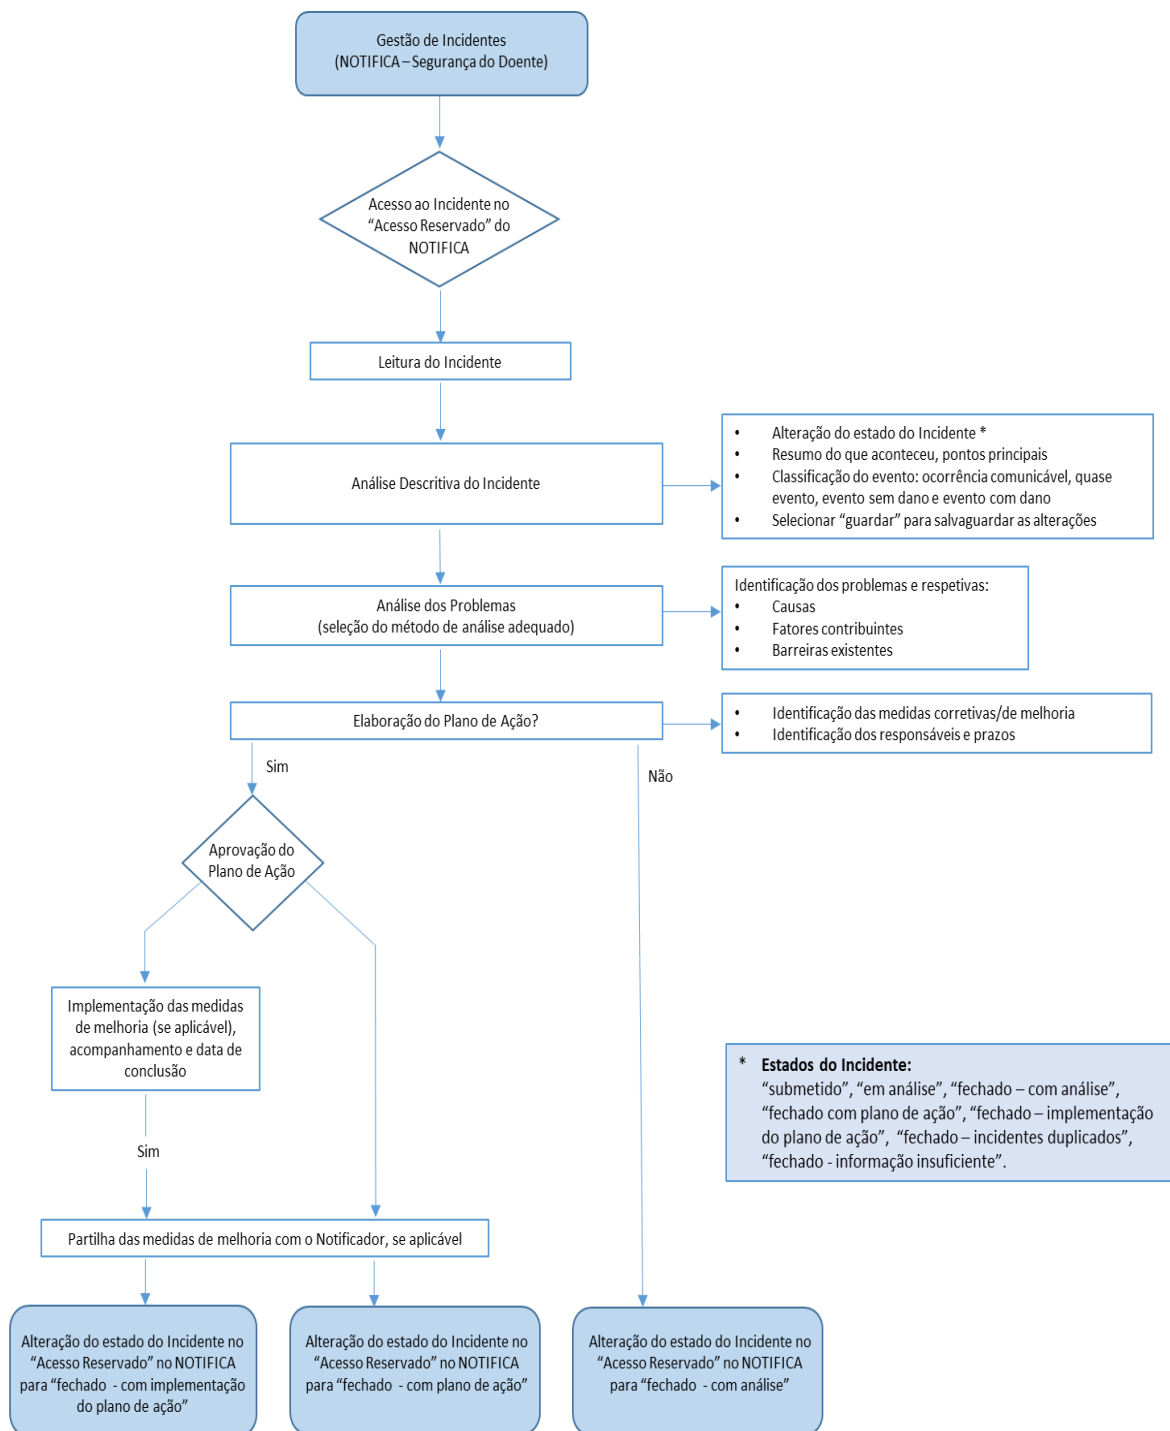 Gestão de Incidentes
(NOTIFICA – Segurança do Doente)
Acesso ao Incidente no
“Acesso Reservado” do
NOTIFICA
Leitura do Incidente
Análise Descritiva do Incidente
• Alteração do estado do Incidente *
• Resumo do que aconteceu, pontos principais
• Classificação do evento: ocorrência comunicável, quase
evento, evento sem dano e evento com dano
• Selecionar “guardar” para salvaguardar as alterações
Análise dos Problemas
(seleção do método de análise adequado)
Identificação dos problemas e respetivas:
• Causas
• Fatores contribuintes
• Barreiras existentes
Elaboração do Plano de Ação?
• Identificação das medidas corretivas/de melhoria
• Identificação dos responsáveis e prazos
Sim
Não
Aprovação do
Plano de Ação
Implementação das medidas
de melhoria (se aplicável),
acompanhamento e data de
conclusão
Sim
* Estados do Incidente:
“submetido”, “em análise”, “fechado – com análise”,
“fechado com plano de ação”, “fechado – implementação
do plano de ação”, “fechado – incidentes duplicados”,
“fechado - informação insuficiente”.
Partilha das medidas de melhoria com o Notificador, se aplicável
Alteração do estado do Incidente no
“Acesso Reservado” no NOTIFICA
para “fechado - com implementação
do plano de ação”
Alteração do estado do Incidente no
“Acesso Reservado” no NOTIFICA
para “fechado - com plano de ação”
Alteração do estado do Incidente no
“Acesso Reservado” no NOTIFICA
para “fechado - com análise”